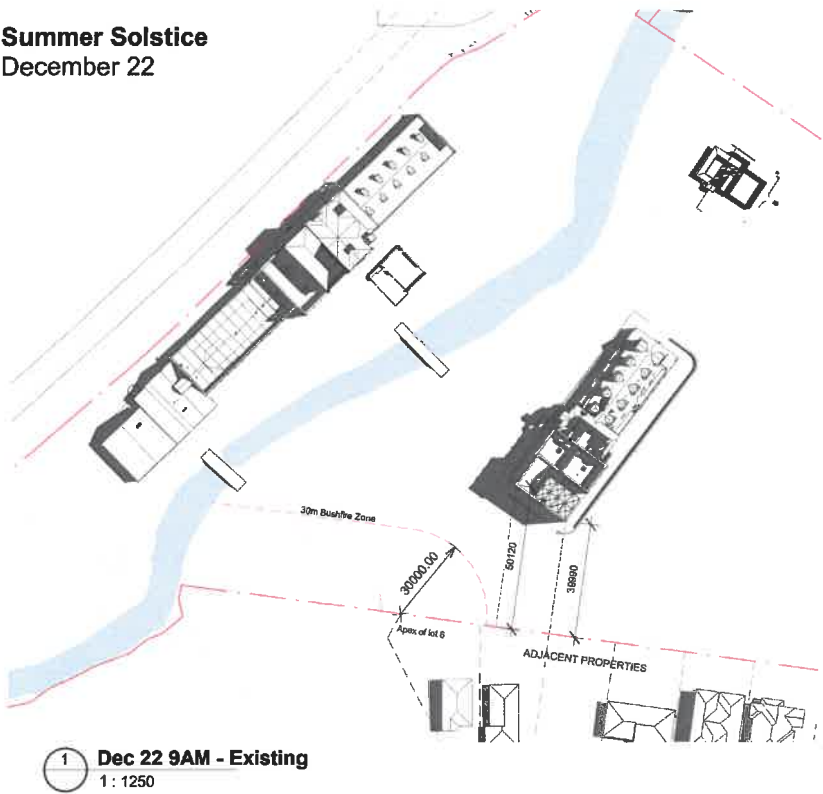 Summer Solstice
December 22
30m Bushfire Zone
30000.00
50120
39990
Apex of lot 6
ADJACENT PROPERTIES
1
Dec 22 9AM - Existing
1 : 1250